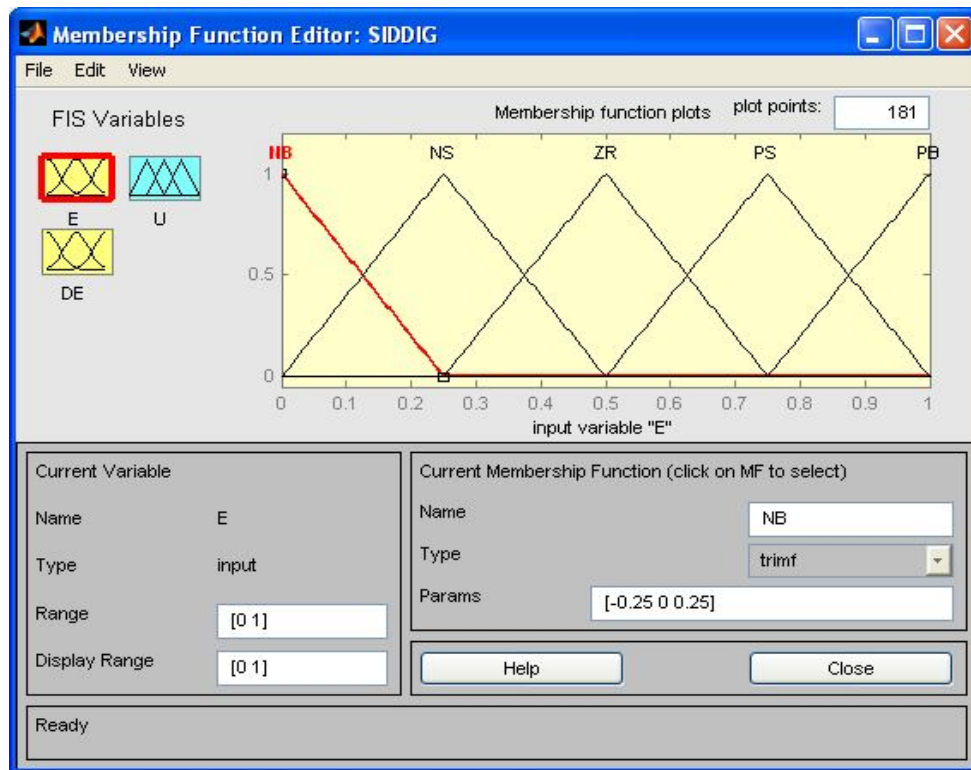 Membership Function Editor: SIDDIG
File Edit View
FIS Variables
Membership function plots plot points: 181
E U
DE
NB NS ZR PS PB
1
0.5
0
0 0.1 0.2 0.3 0.4 0.5 0.6 0.7 0.8 0.9 1
input variable "E"
Current Variable
Name E
Type input
Range [0 1]
Display Range [0 1]
Current Membership Function (click on MF to select)
Name NB
Type trimf
Params [-0.25 0 0.25]
Help Close
Ready